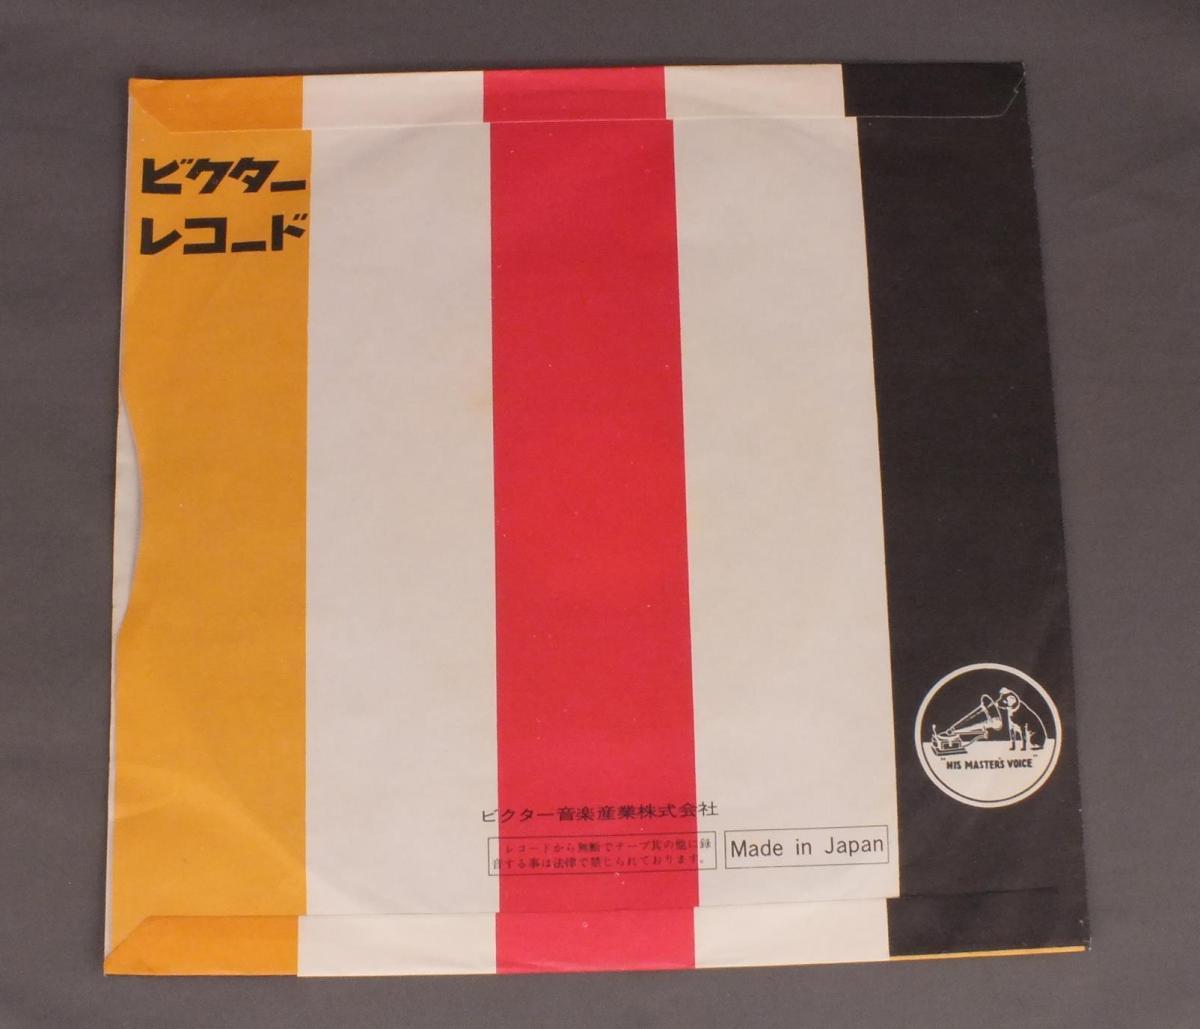 ビクター
レコード
"HIS MASTER'S VOICE"
ビクター音楽産業株式会社
レコードから無断でテープ其の他に録
音する事は法律で禁じられております。
Made in Japan